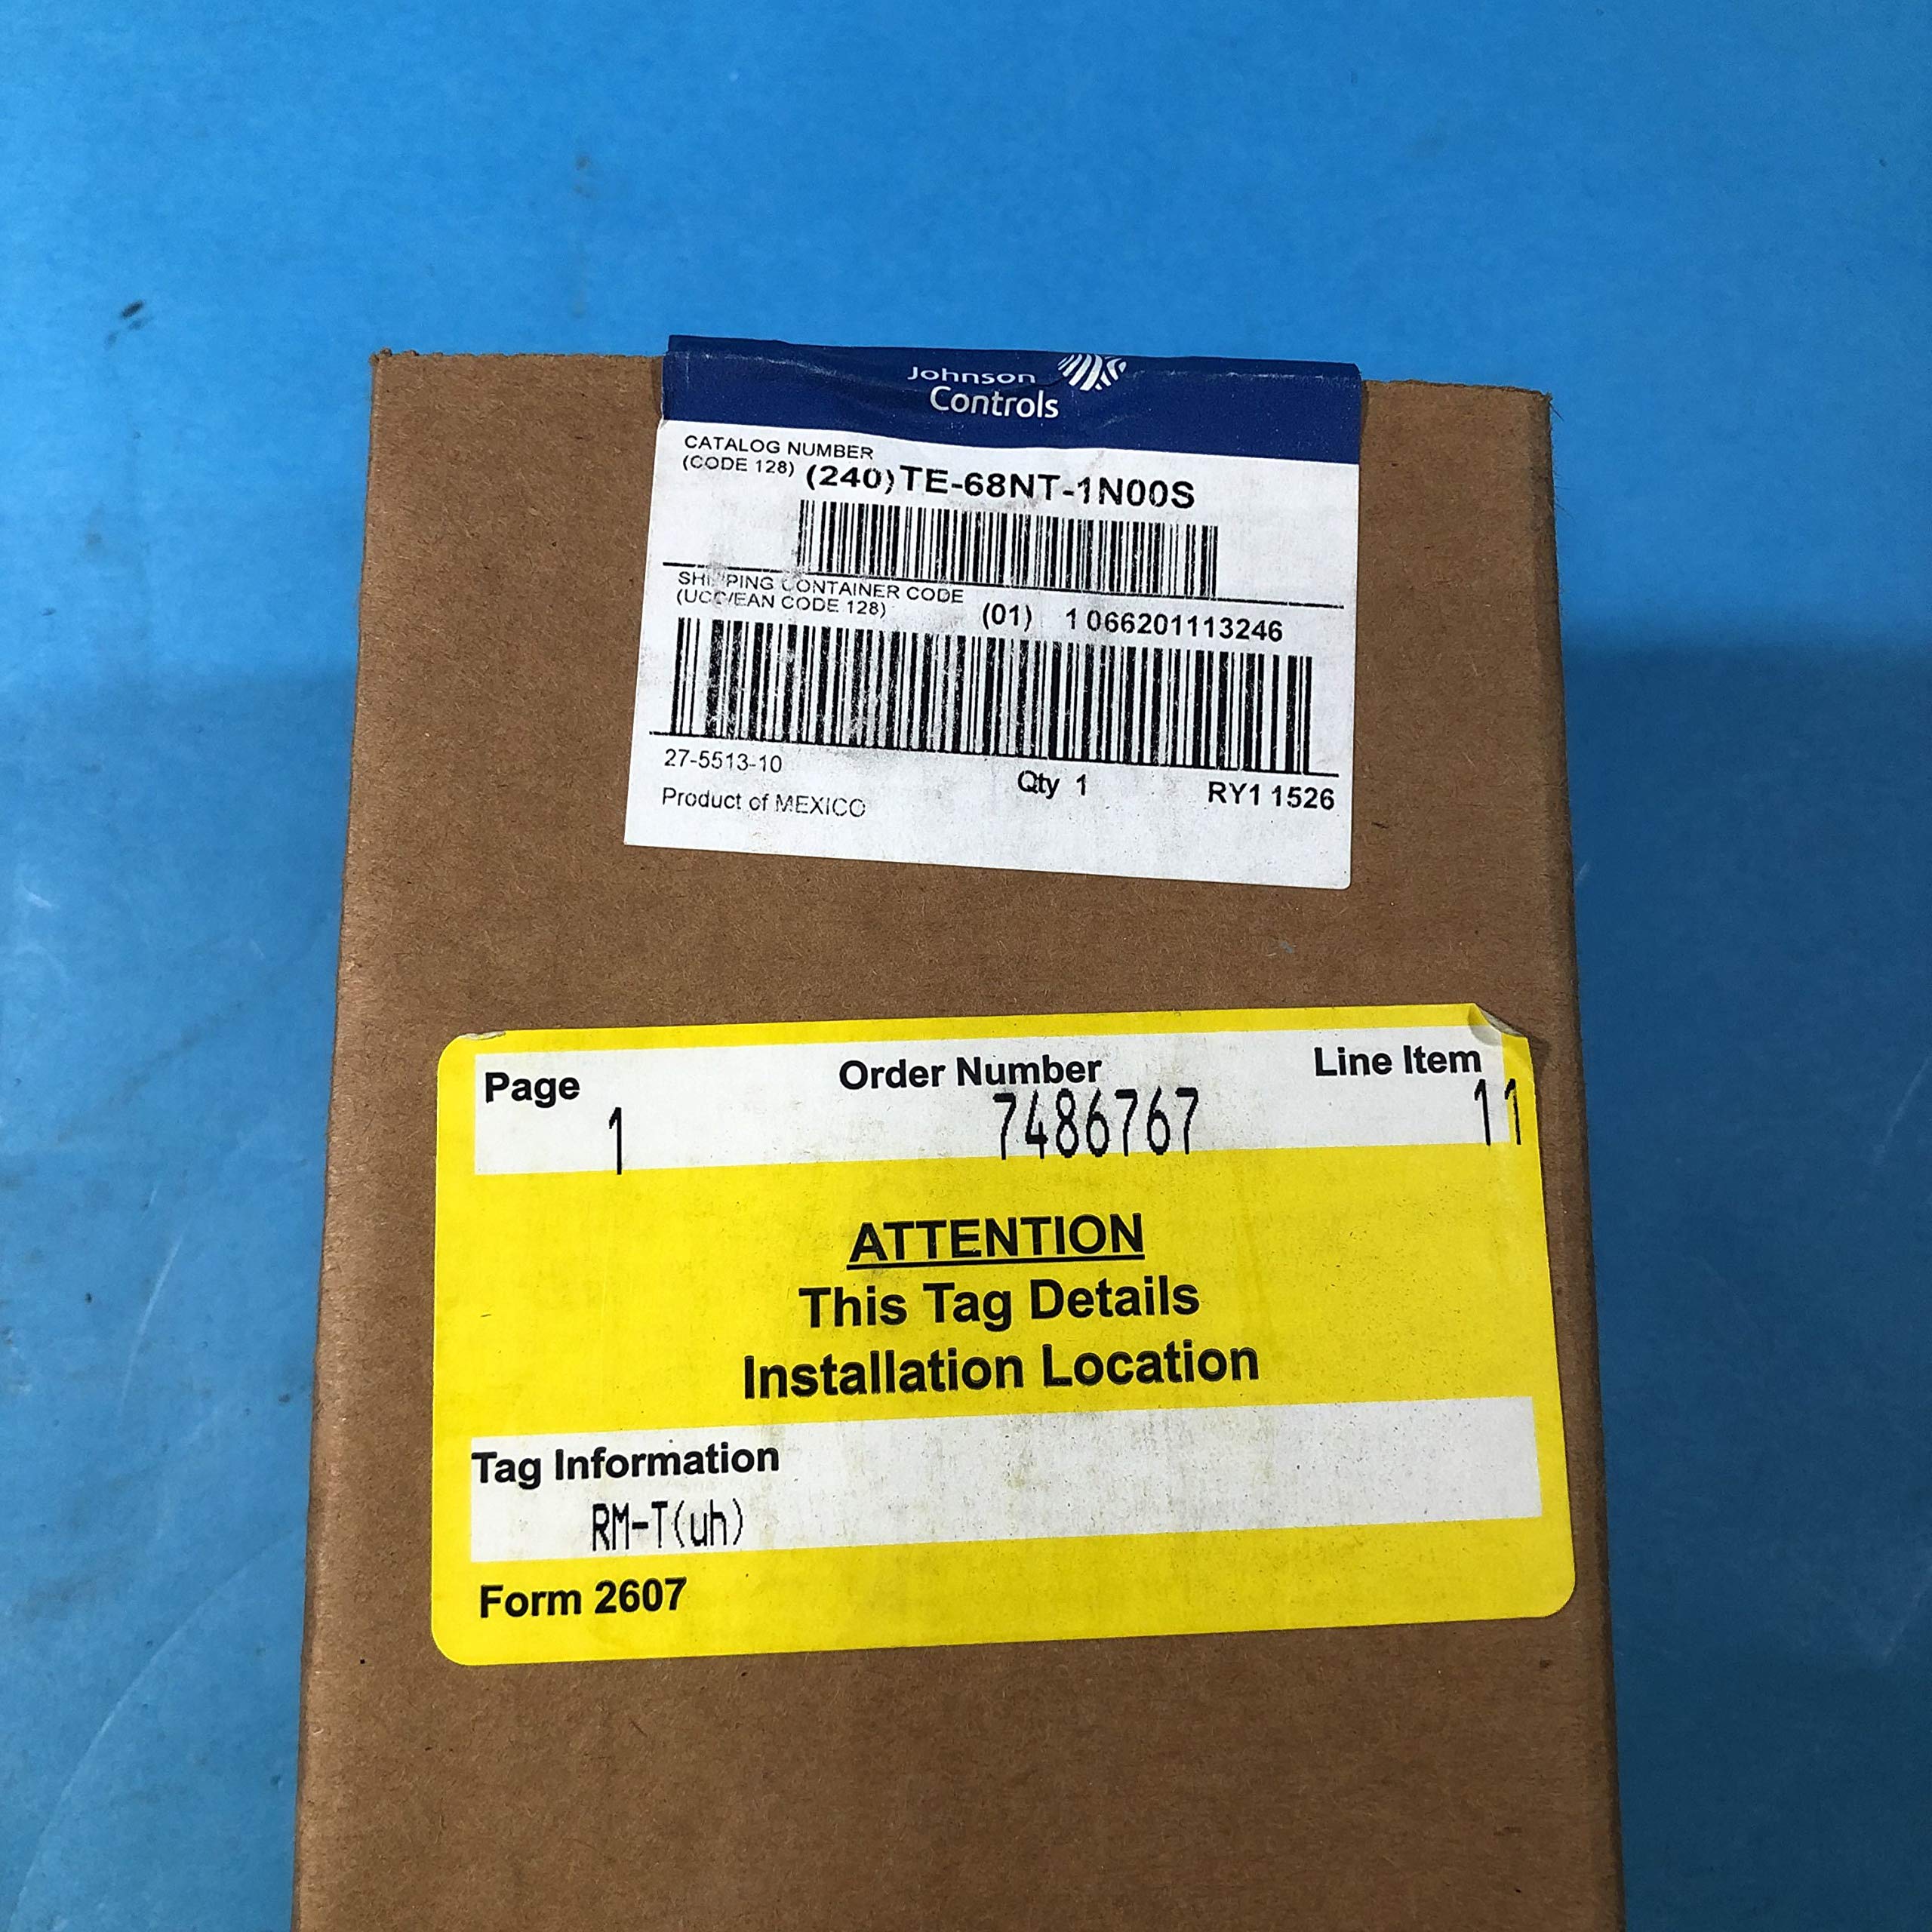 Johnson
Controls
CATALOG NUMBER
(CODE 128) (240)TE-68NT-1N00S
SHIPPING CONTAINER CODE
(UCC/EAN CODE 128) (01) 1 066201113246
27-5513-10
Qty 1
RY1 1526
Product of MEXICO
Page Order Number Line Item
1 7486767 11
ATTENTION
This Tag Details
Installation Location
Tag Information
RM-T(uh)
Form 2607